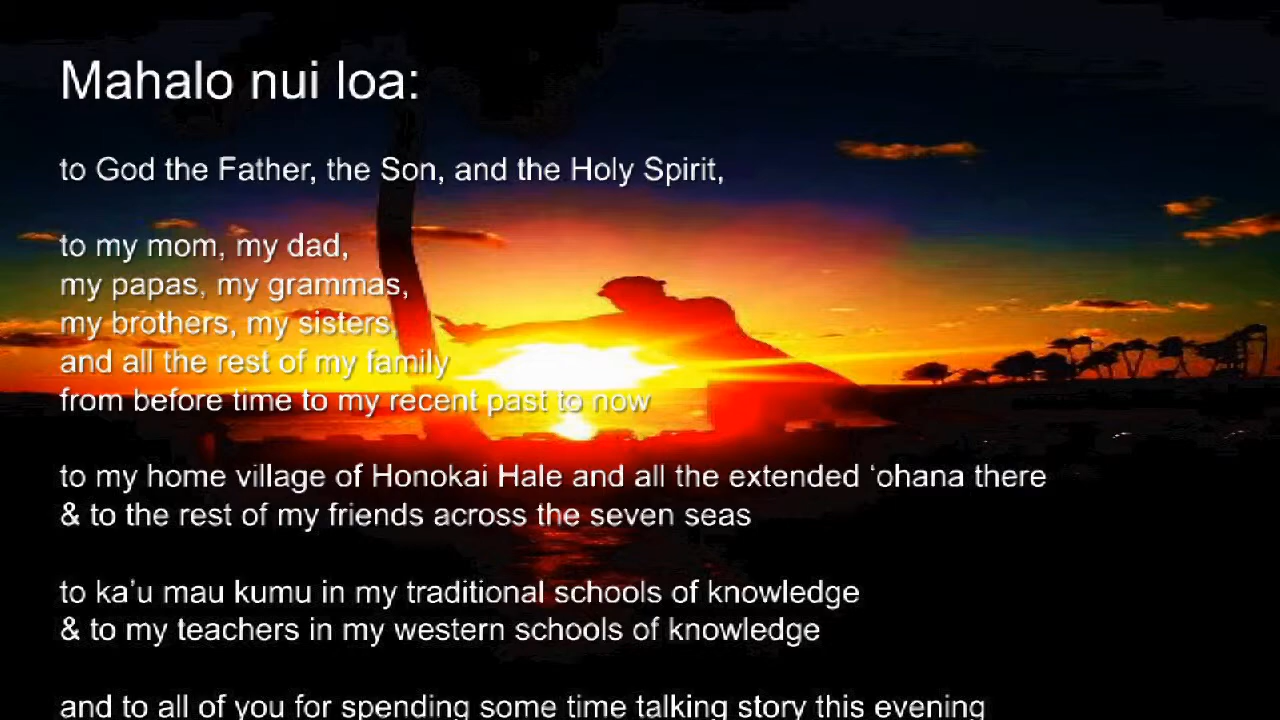 Mahalo nui loa:
to God the Father, the Son, and the Holy Spirit,
to my mom, my dad,
my papas, my grammas,
my brothers, my sisters,
and all the rest of my family
from before time to my recent past to now
to my home village of Honokai Hale and all the extended ‘ohana there
& to the rest of my friends across the seven seas
to ka’u mau kumu in my traditional schools of knowledge
& to my teachers in my western schools of knowledge
and to all of you for spending some time talking story this evening